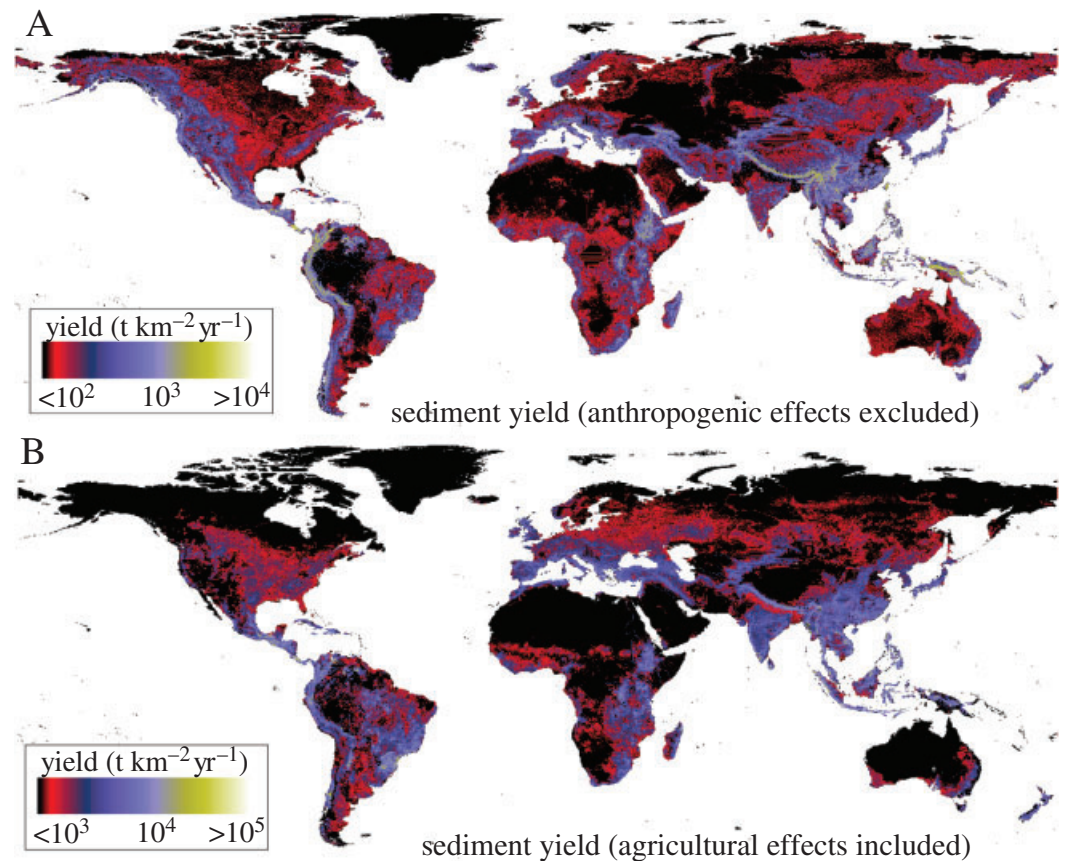 A
yield (t km⁻² yr⁻¹)
<10² 10³ >10⁴
sediment yield (anthropogenic effects excluded)
B
yield (t km⁻² yr⁻¹)
<10³ 10⁴ >10⁵
sediment yield (agricultural effects included)